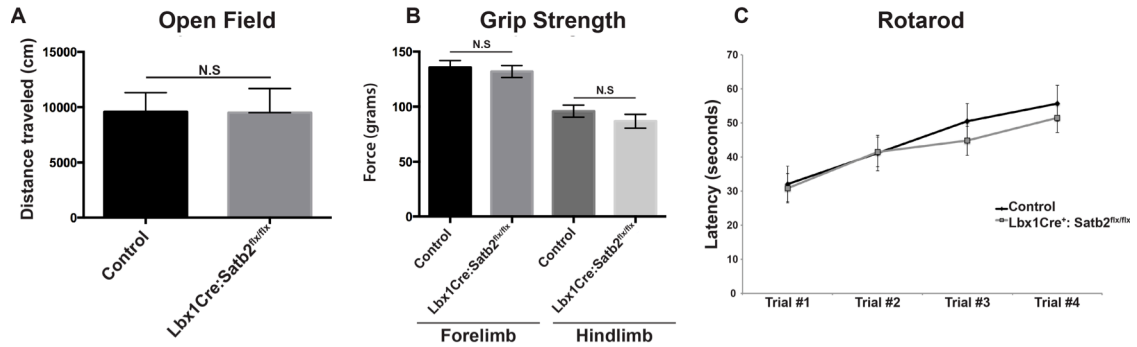 A
Open Field
Distance traveled (cm)
15000
10000
5000
0
N.S
Control
Lbx1Cre:Satb2flx/flx
B
Grip Strength
Force (grams)
150
100
50
0
N.S
N.S
Control
Lbx1Cre:Satb2flx/flx
Control
Lbx1Cre:Satb2flx/flx
Forelimb
Hindlimb
C
Rotarod
Latency (seconds)
70
60
50
40
30
20
10
0
Control
Lbx1Cre+: Satb2flx/flx
Trial #1
Trial #2
Trial #3
Trial #4